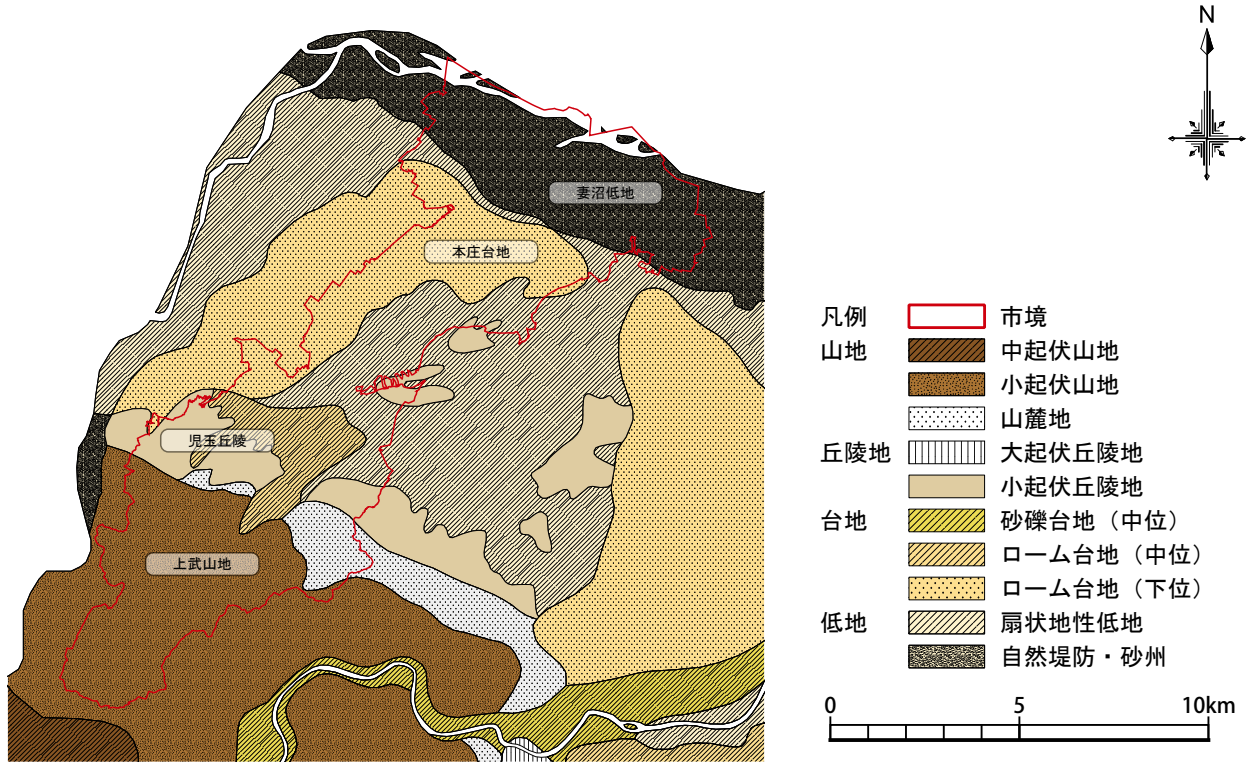 N
妻沼低地
本庄台地
児玉丘陵
上武山地
凡例 市境
山地 中起伏山地
小起伏山地
山麓地
丘陵地 大起伏丘陵地
小起伏丘陵地
台地 砂礫台地（中位）
ローム台地（中位）
ローム台地（下位）
低地 扇状地性低地
自然堤防・砂州
0 5 10km